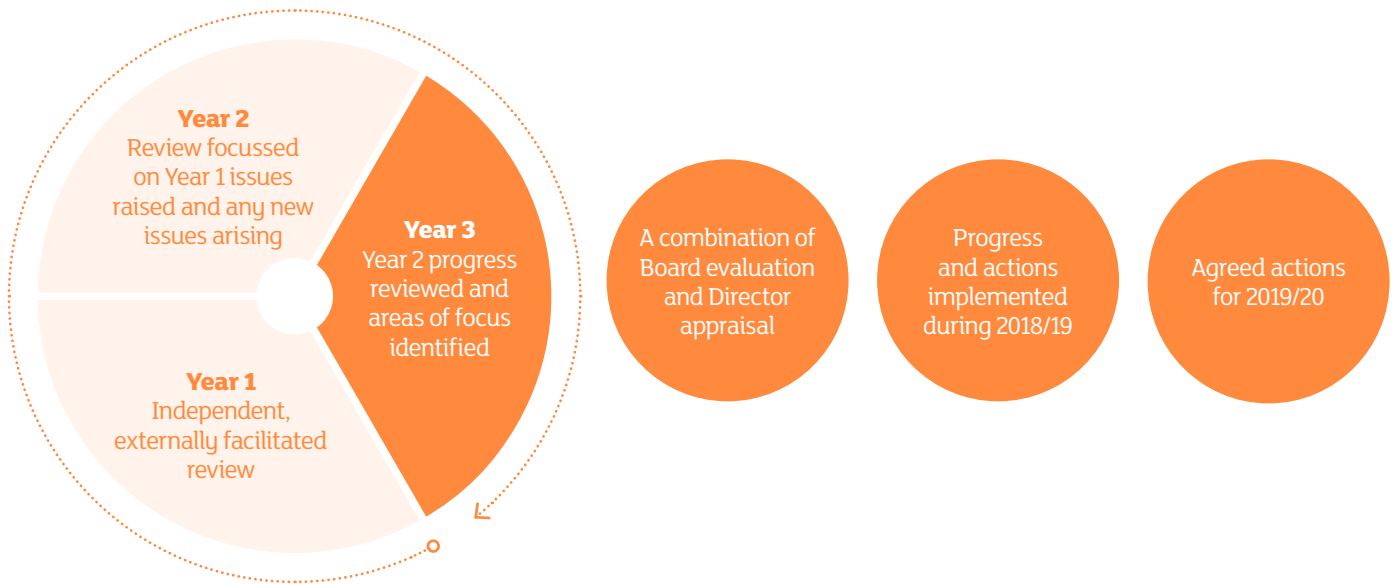 Year 2
Review focussed
on Year 1 issues
raised and any new
issues arising
Year 3
Year 2 progress
reviewed and
areas of focus
identified
Year 1
Independent,
externally facilitated
review
A combination of
Board evaluation
and Director
appraisal
Progress
and actions
implemented
during 2018/19
Agreed actions
for 2019/20